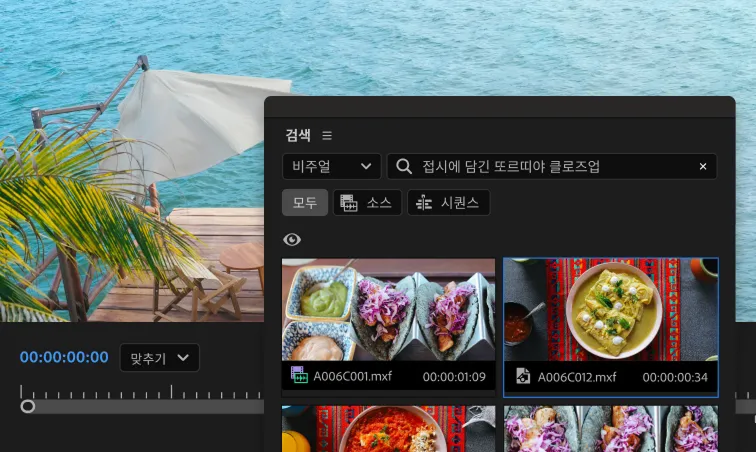 검색
비주얼
접시에 담긴 또르띠야 클로즈업
모두
소스
시퀀스
A006C001.mxf
00:00:01:09
A006C012.mxf
00:00:00:34
00:00:00:00
맞추기